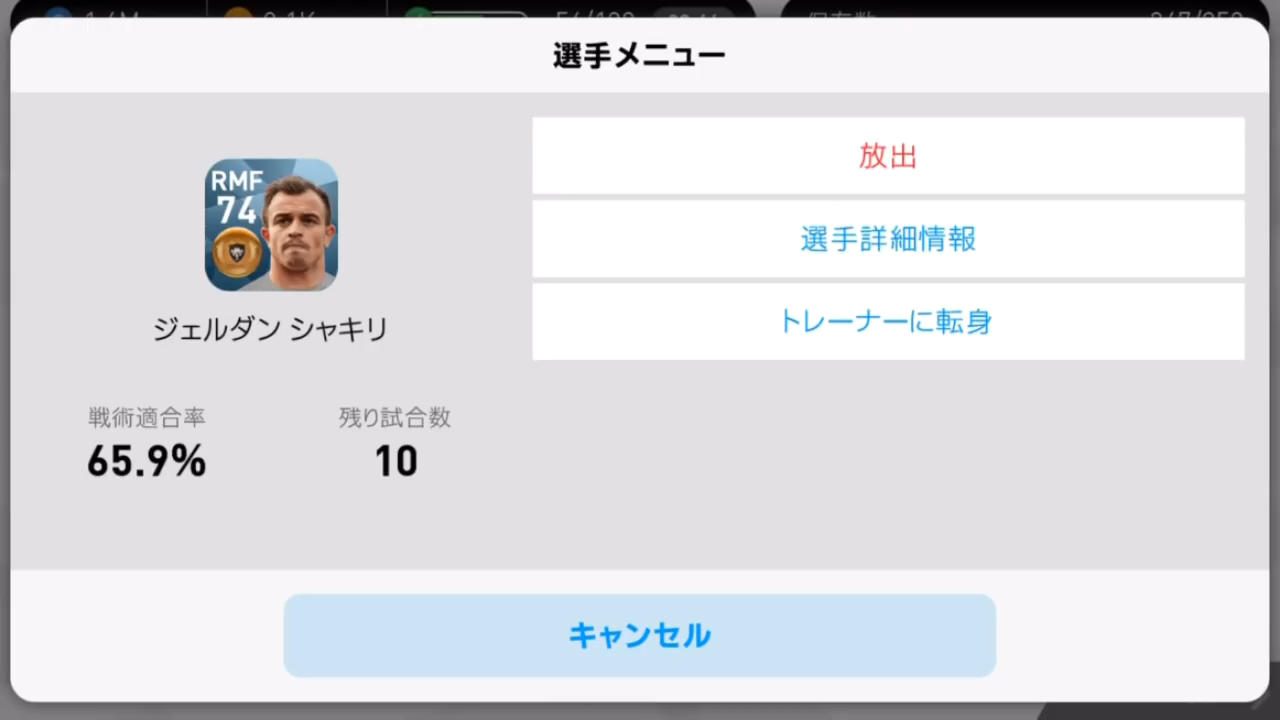 選手メニュー
RMF
74
ジェルダン シャキリ
戦術適合率
65.9%
残り試合数
10
放出
選手詳細情報
トレーナーに転身
キャンセル